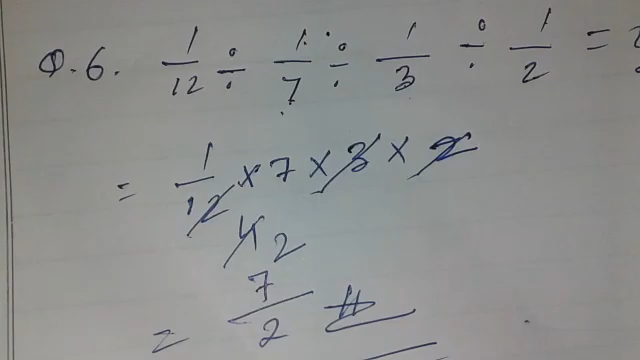 Q.6. 1/12 ÷ 1/7 ÷ 1/3 ÷ 1/2 =
= 1/12 × 7 × 3 × 2
4 2
= 7/2